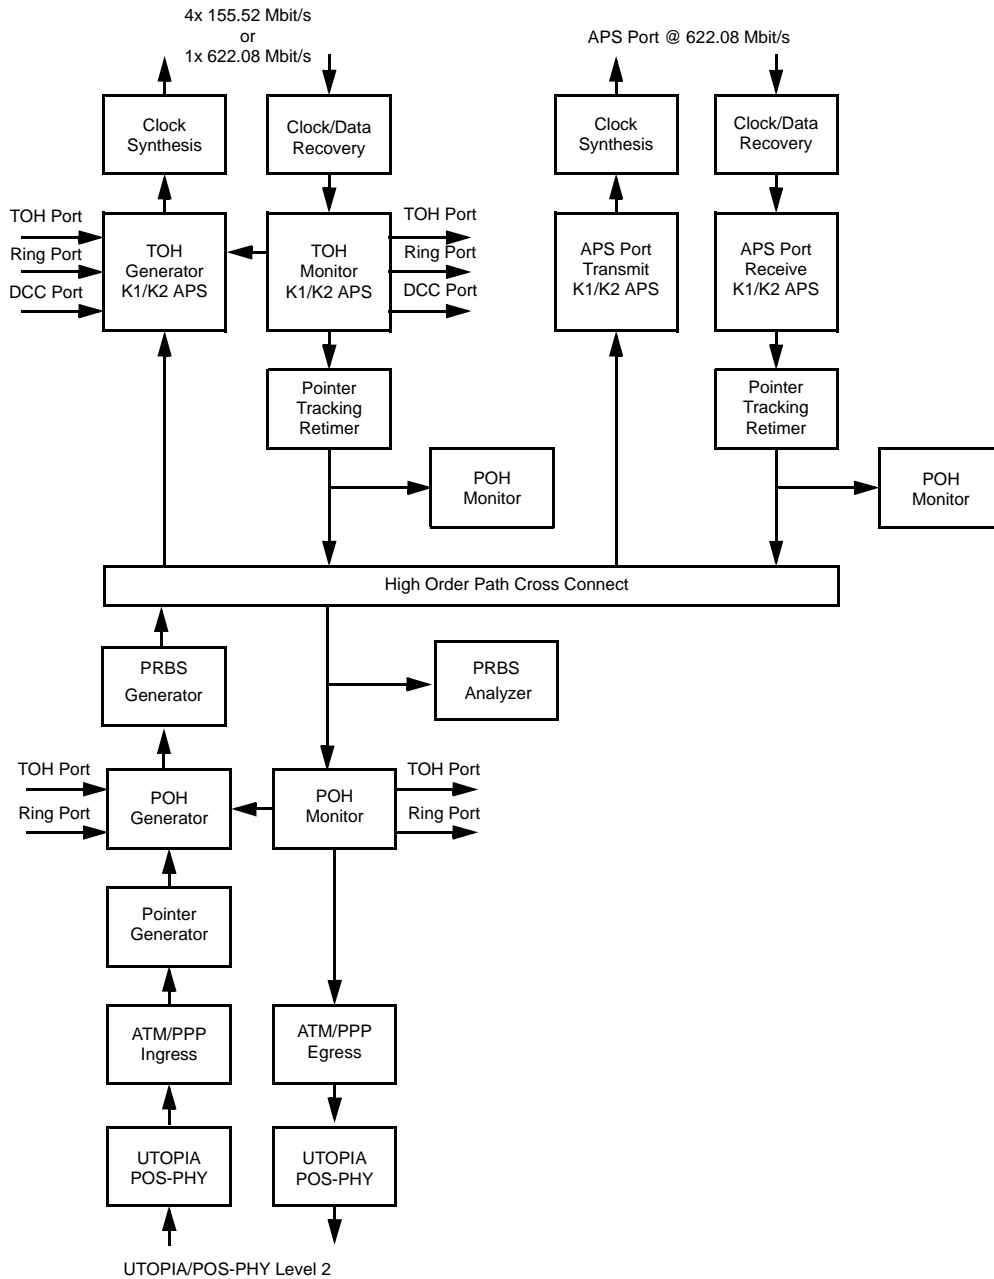 4x 155.52 Mbit/s
or
1x 622.08 Mbit/s
APS Port @ 622.08 Mbit/s
Clock
Synthesis
Clock/Data
Recovery
Clock
Synthesis
Clock/Data
Recovery
TOH Port
Ring Port
DCC Port
TOH
Generator
K1/K2 APS
TOH
Monitor
K1/K2 APS
TOH Port
Ring Port
DCC Port
APS Port
Transmit
K1/K2 APS
APS Port
Receive
K1/K2 APS
Pointer
Tracking
Retimer
Pointer
Tracking
Retimer
POH
Monitor
POH
Monitor
High Order Path Cross Connect
PRBS
Generator
PRBS
Analyzer
TOH Port
Ring Port
POH
Generator
POH
Monitor
TOH Port
Ring Port
Pointer
Generator
ATM/PPP
Ingress
ATM/PPP
Egress
UTOPIA
POS-PHY
UTOPIA
POS-PHY
UTOPIA/POS-PHY Level 2